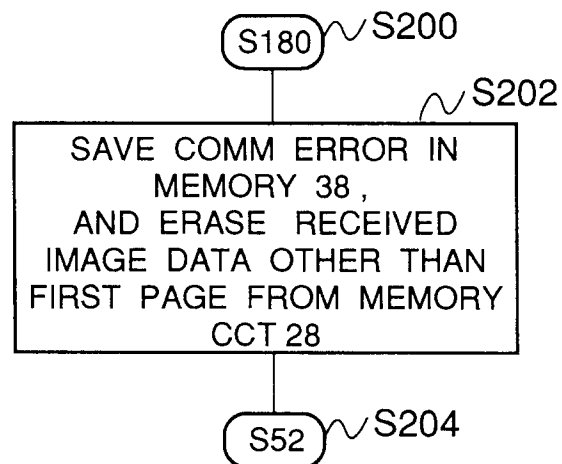 S180 S200
S202
SAVE COMM ERROR IN
MEMORY 38 ,
AND ERASE RECEIVED
IMAGE DATA OTHER THAN
FIRST PAGE FROM MEMORY
CCT 28
S52 S204